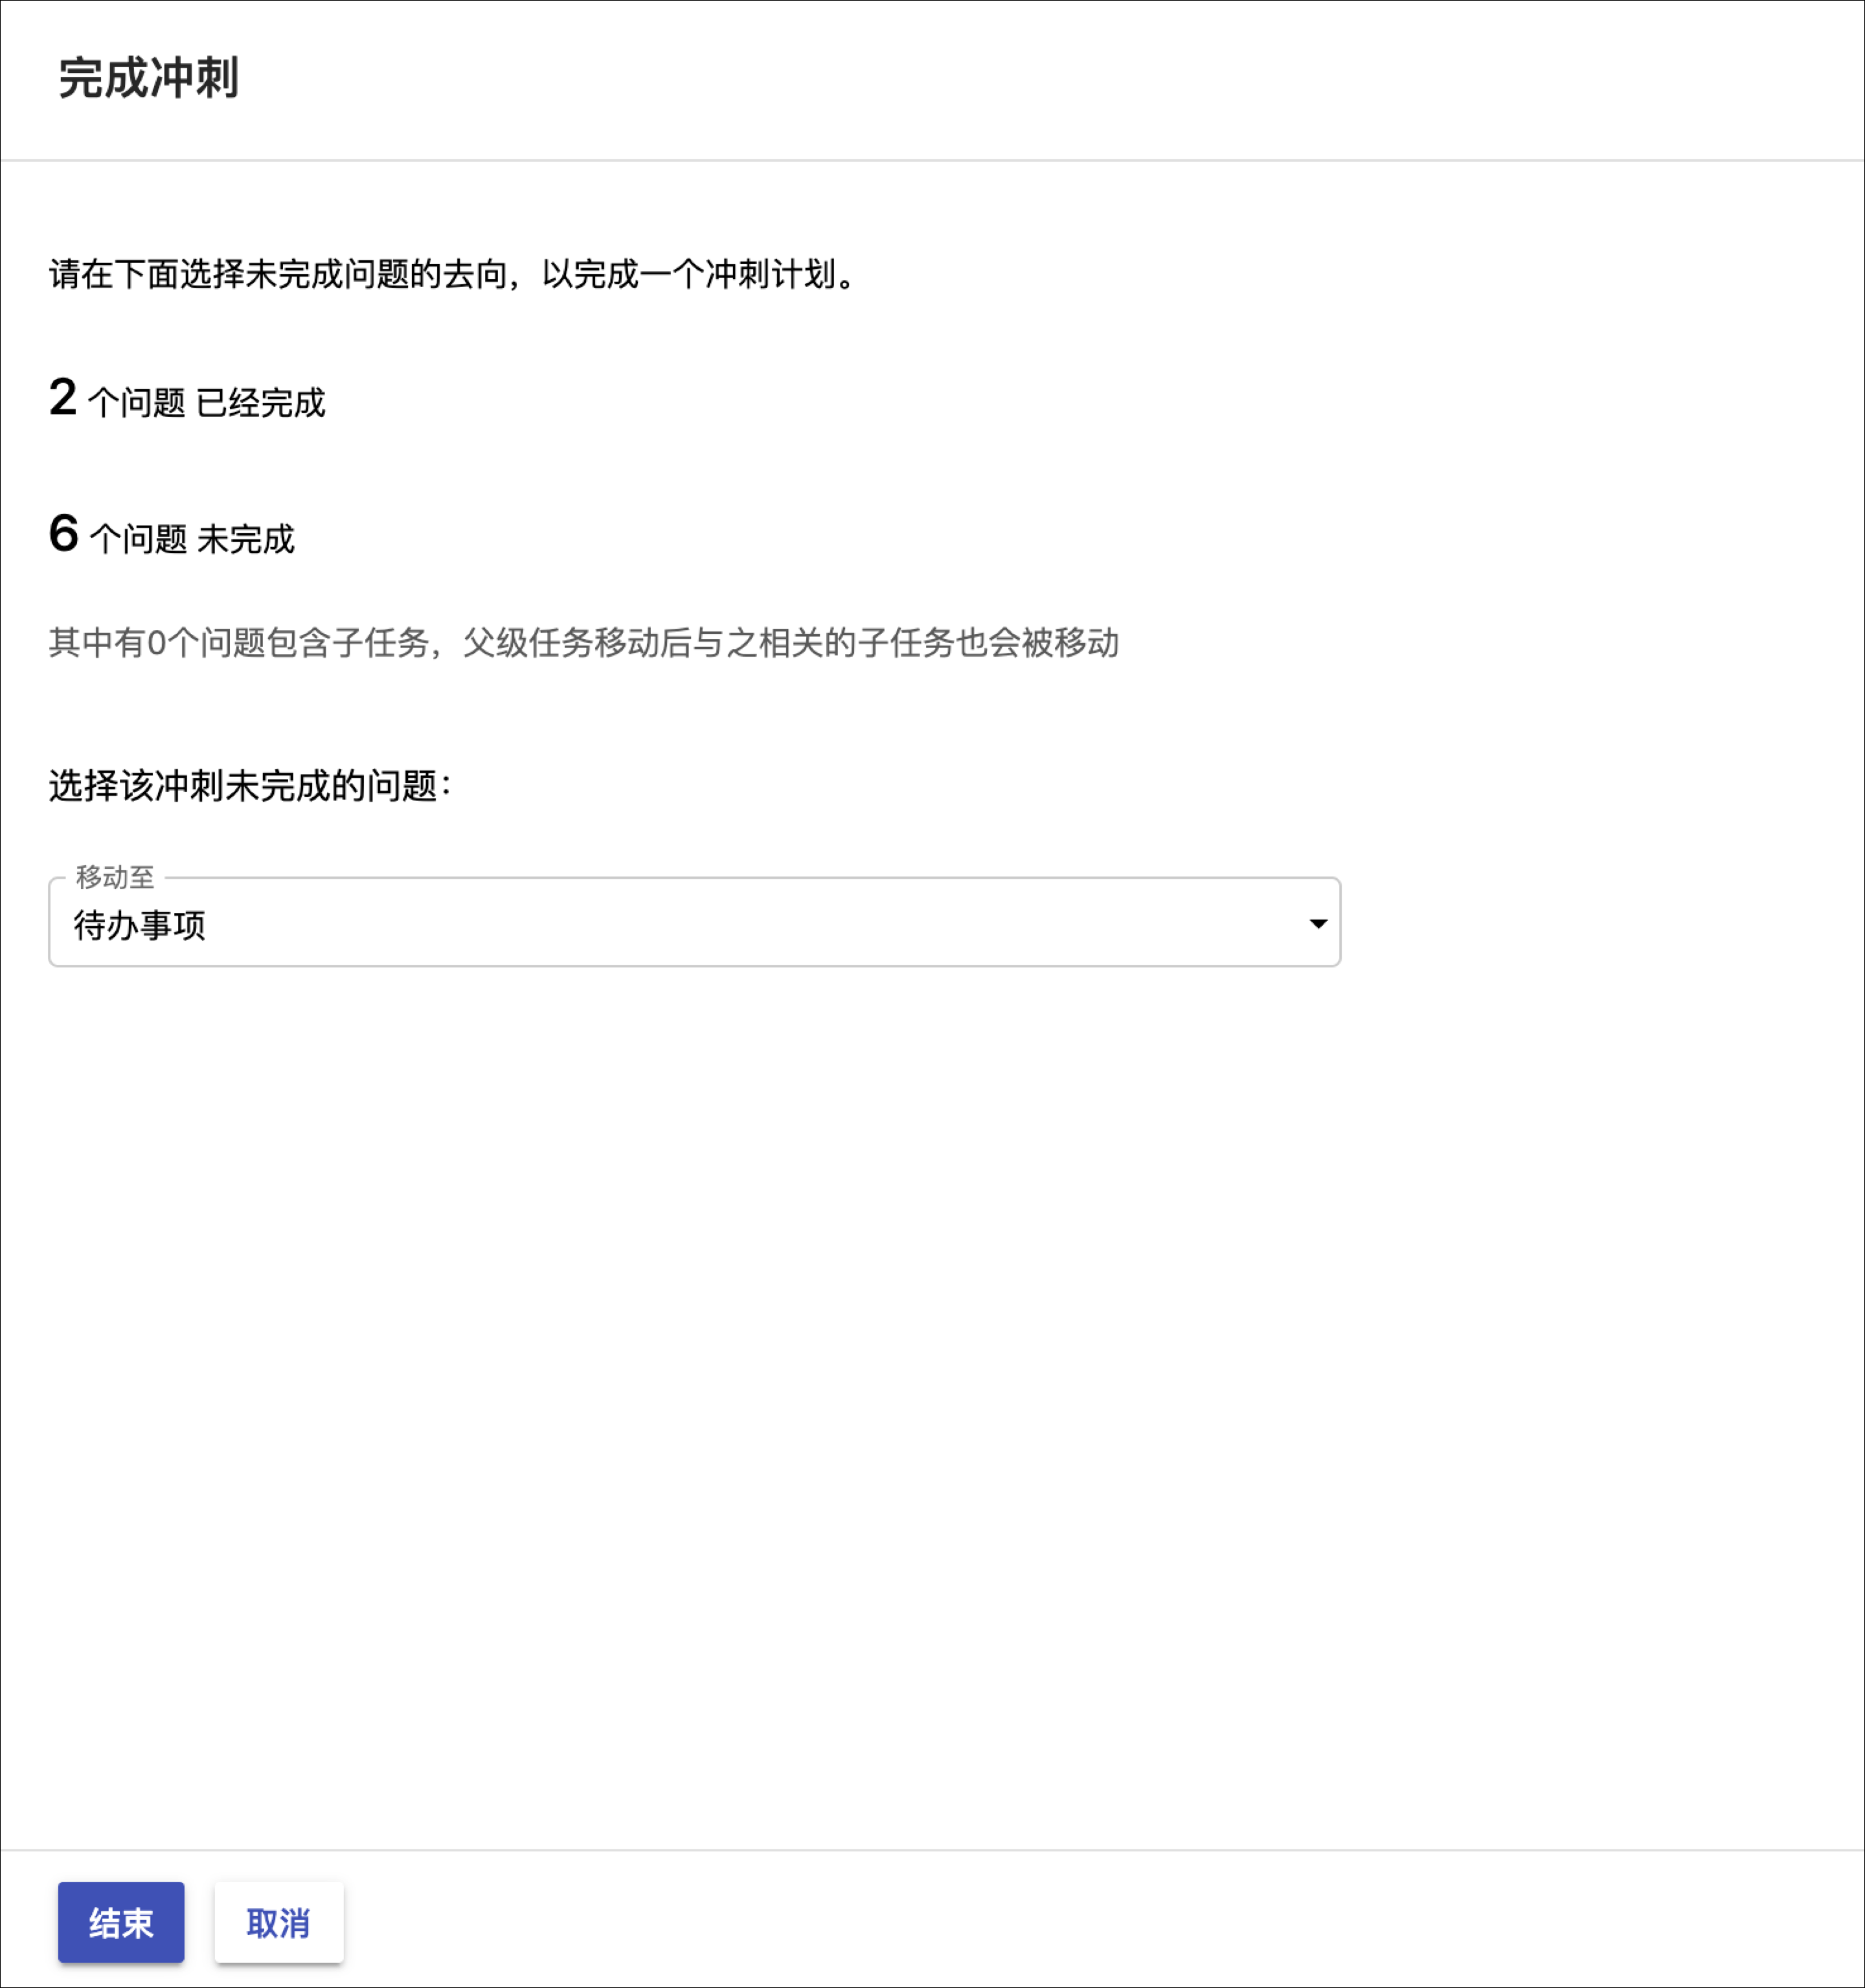 完成冲刺
请在下面选择未完成问题的去向，以完成一个冲刺计划。
2 个问题 已经完成
6 个问题 未完成
其中有0个问题包含子任务，父级任务移动后与之相关的子任务也会被移动
选择该冲刺未完成的问题：
移动至
待办事项
结束 取消